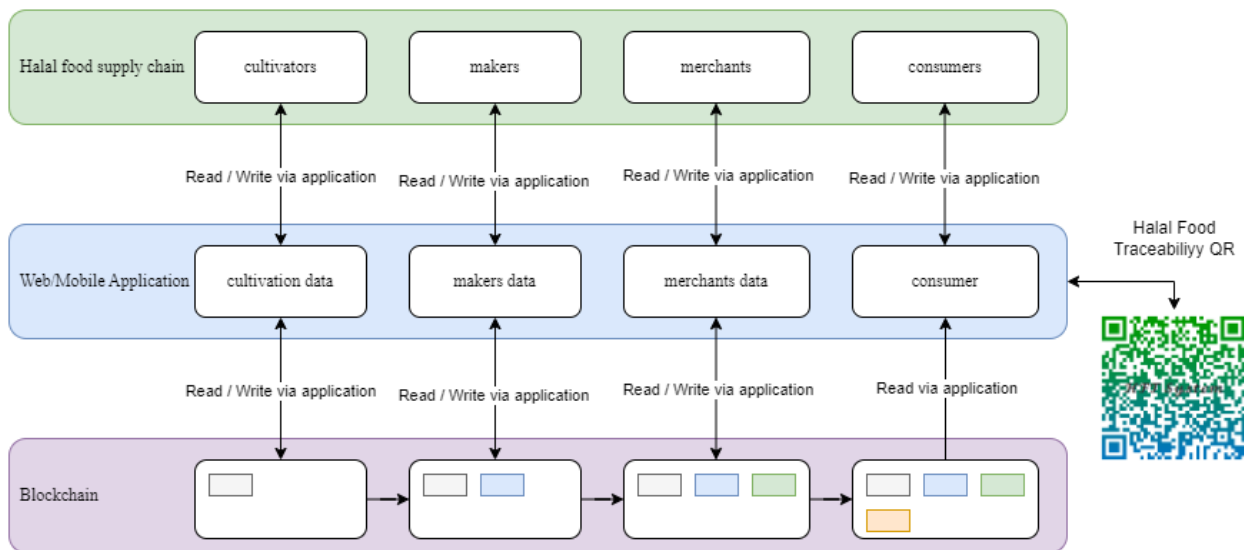 Halal food supply chain
cultivators
makers
merchants
consumers
Read / Write via application
Read / Write via application
Read / Write via application
Read / Write via application
Halal Food
Traceabiliyy QR
Web/Mobile Application
cultivation data
makers data
merchants data
consumer
Read / Write via application
Read / Write via application
Read / Write via application
Read via application
Blockchain